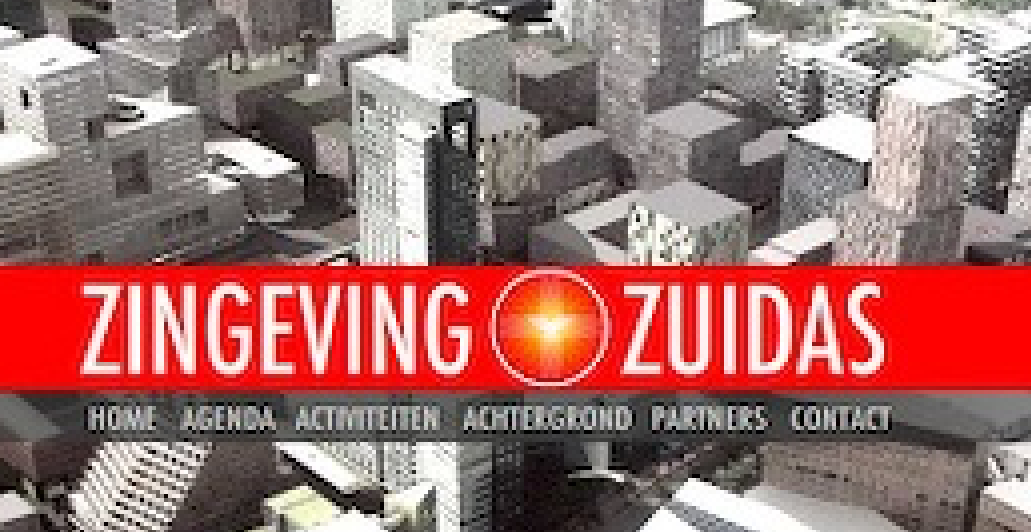 ZINGEVING ZUIDAS
HOME AGENDA ACTIVITEITEN ACHTERGROND PARTNERS CONTACT